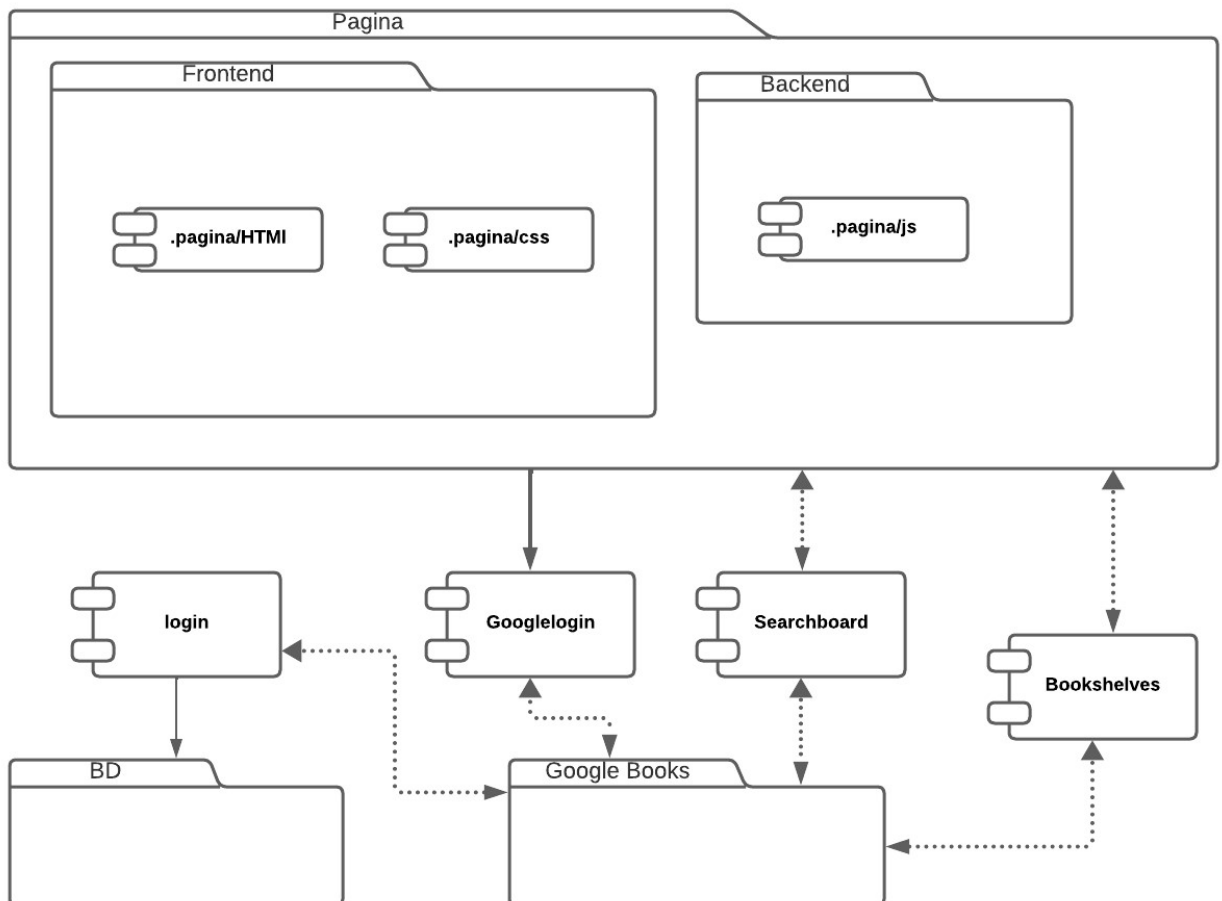 Pagina
Frontend
Backend
.pagina/HTMl
.pagina/css
.pagina/js
login
Googlelogin
Searchboard
Bookshelves
BD
Google Books